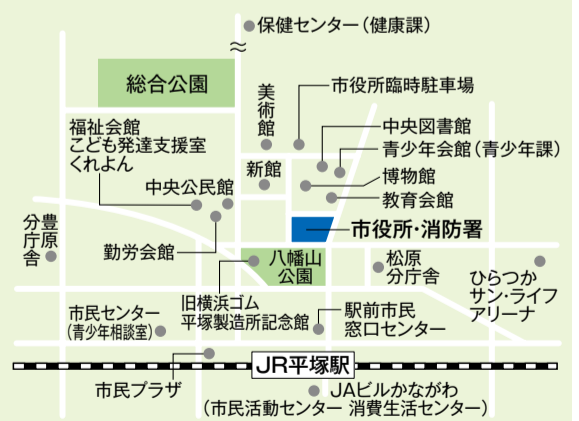 保健センター(健康課)
総合公園
美術館
市役所臨時駐車場
福祉会館
こども発達支援室
くれよん
中央図書館
青少年会館(青少年課)
新館
博物館
中央公民館
教育会館
市役所・消防署
豊原
分庁舎
勤労会館
八幡山
公園
松原
分庁舎
ひらつか
サン・ライフ
アリーナ
旧横浜ゴム
平塚製造所記念館
市民センター
(青少年相談室)
駅前市民
窓口センター
JR平塚駅
市民プラザ
JAビルかながわ
(市民活動センター 消費生活センター)